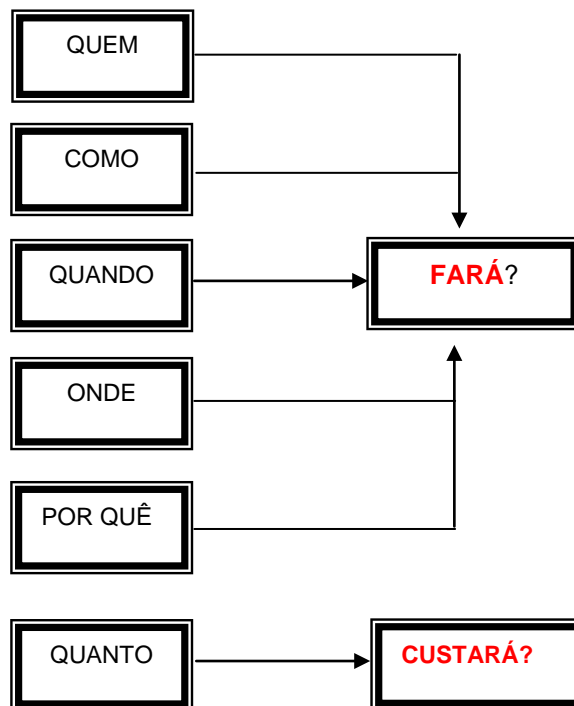 QUEM
COMO
QUANDO
FARÁ?
ONDE
POR QUÊ
QUANTO
CUSTARÁ?